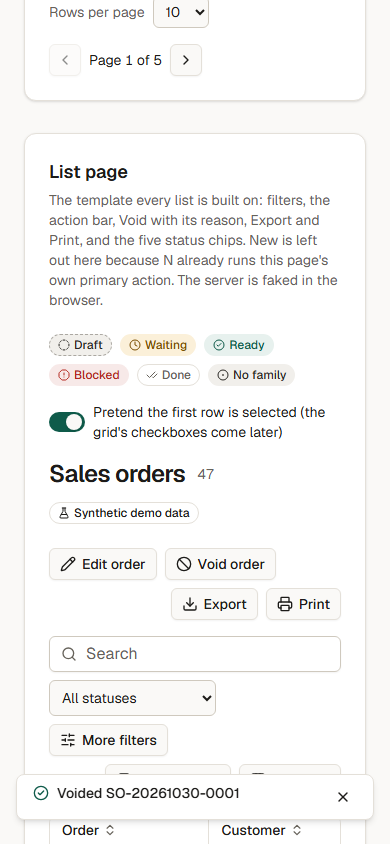 Rows per page 10
Page 1 of 5
List page
The template every list is built on: filters, the
action bar, Void with its reason, Export and
Print, and the five status chips. New is left
out here because N already runs this page's
own primary action. The server is faked in the
browser.
Draft Waiting Ready
Blocked Done No family
Pretend the first row is selected (the
grid's checkboxes come later)
Sales orders 47
Synthetic demo data
Edit order Void order
Export Print
Search
All statuses
More filters
Voided SO-20261030-0001
Order Customer